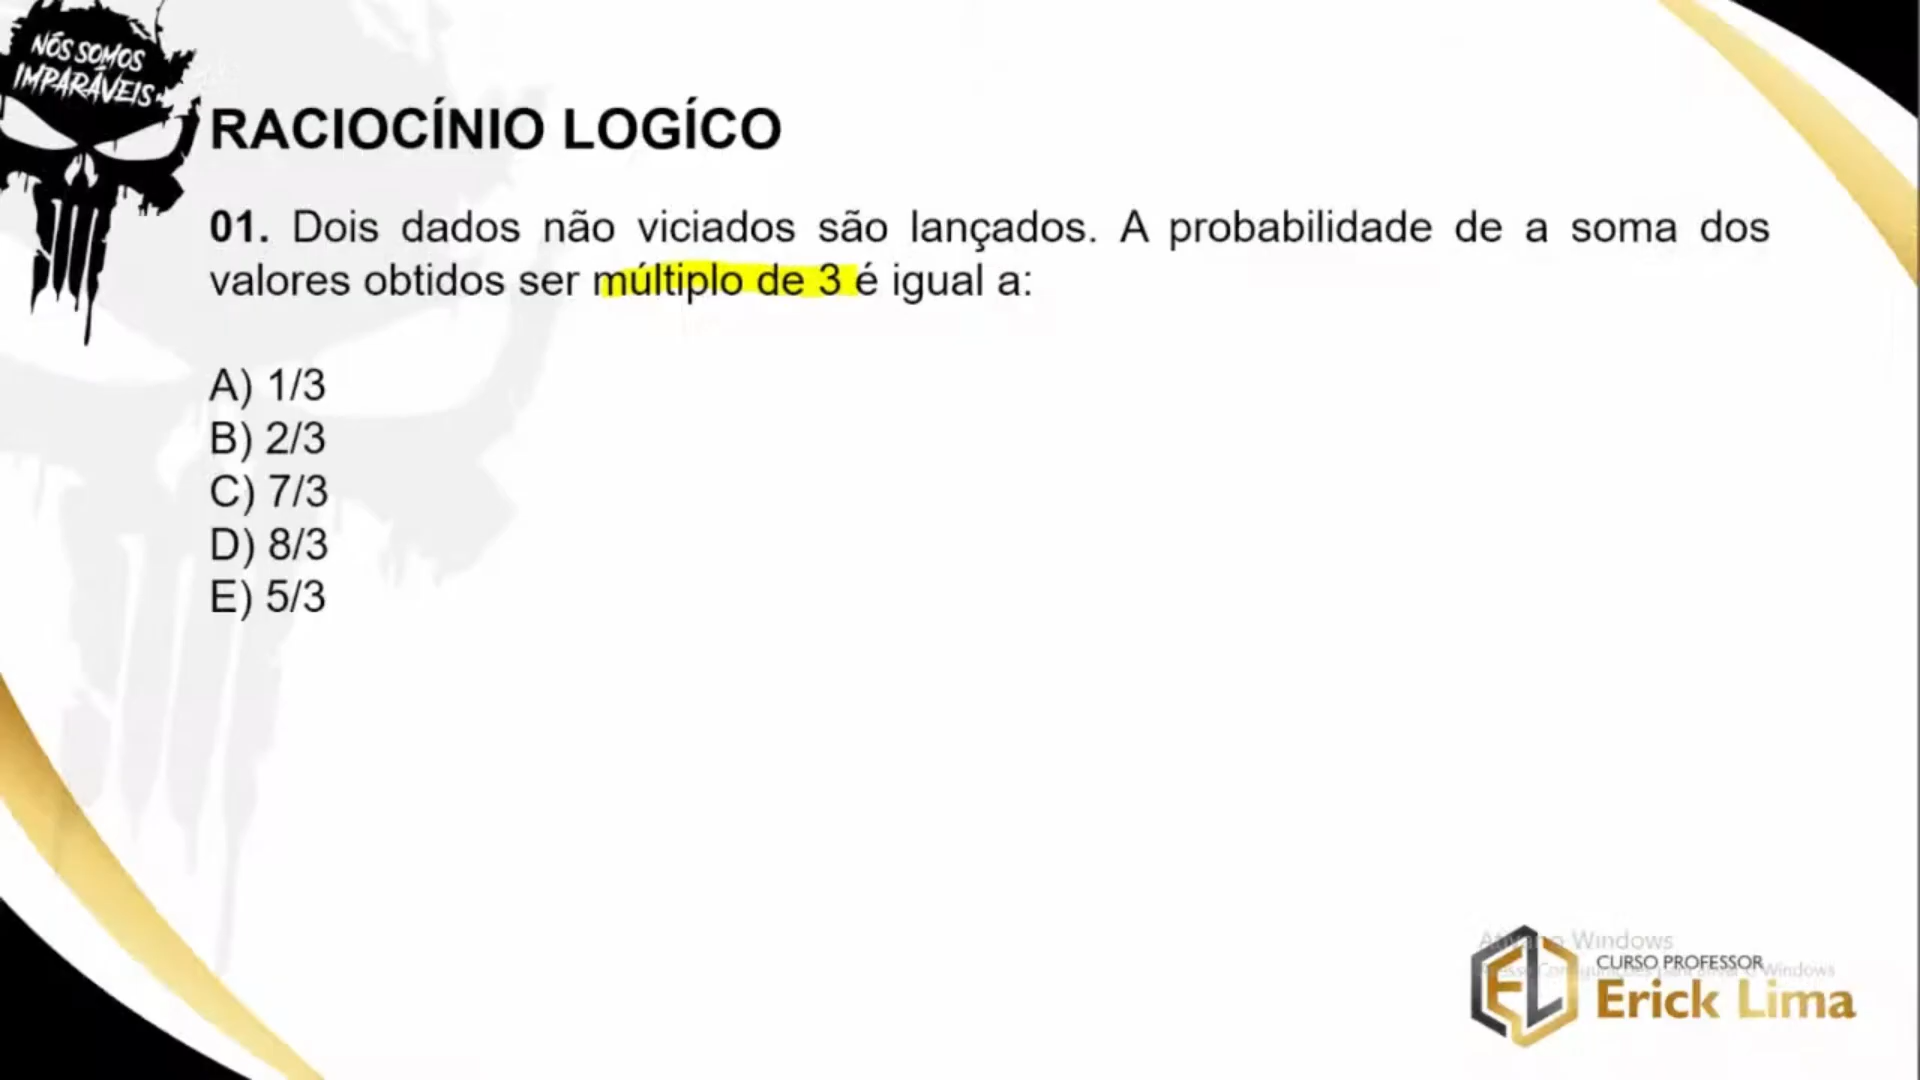 NÓS SOMOS
IMPARÁVEIS
RACIOCÍNIO LOGÍCO
01. Dois dados não viciados são lançados. A probabilidade de a soma dos
valores obtidos ser múltiplo de 3 é igual a:
A) 1/3
B) 2/3
C) 7/3
D) 8/3
E) 5/3
Windows
CURSO PROFESSOR
Windows
EL
Erick Lima